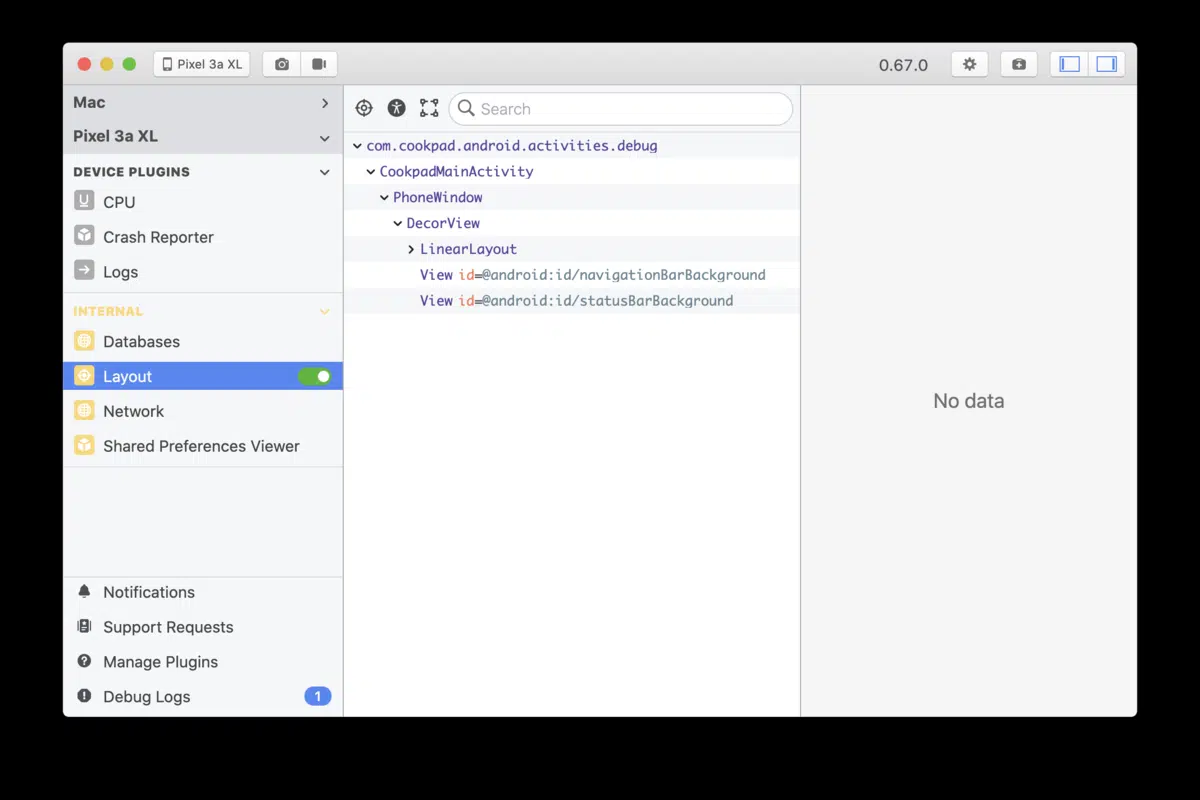 Pixel 3a XL
0.67.0
Mac
Pixel 3a XL
DEVICE PLUGINS
CPU
Crash Reporter
Logs
INTERNAL
Databases
Layout
Network
Shared Preferences Viewer
Notifications
Support Requests
Manage Plugins
Debug Logs 1
Search
com.cookpad.android.activities.debug
CookpadMainActivity
PhoneWindow
DecorView
LinearLayout
View id=@android:id/navigationBarBackground
View id=@android:id/statusBarBackground
No data